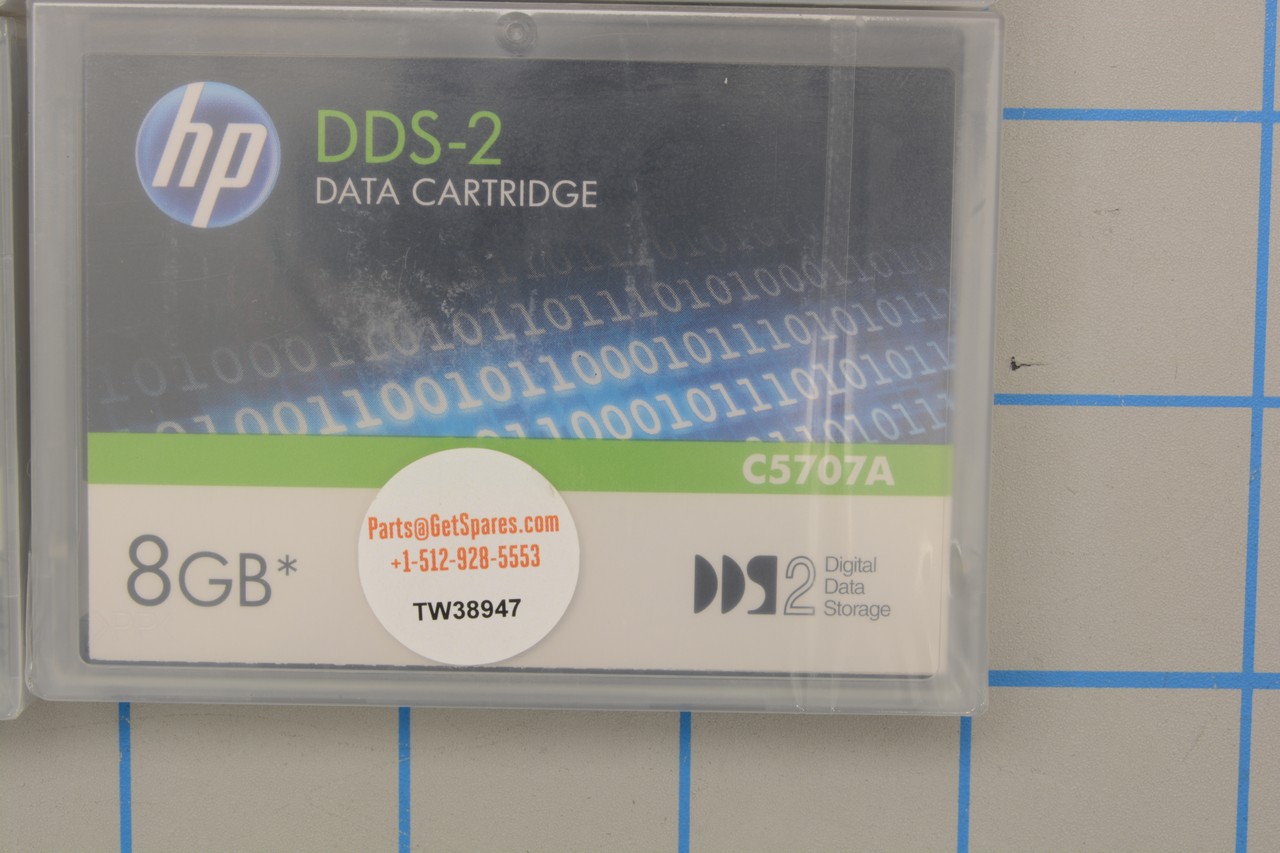 hp
DDS-2
DATA CARTRIDGE
C5707A
8GB*
Parts@GetSpares.com
+1-512-928-5553
TW38947
DDS2
Digital
Data
Storage